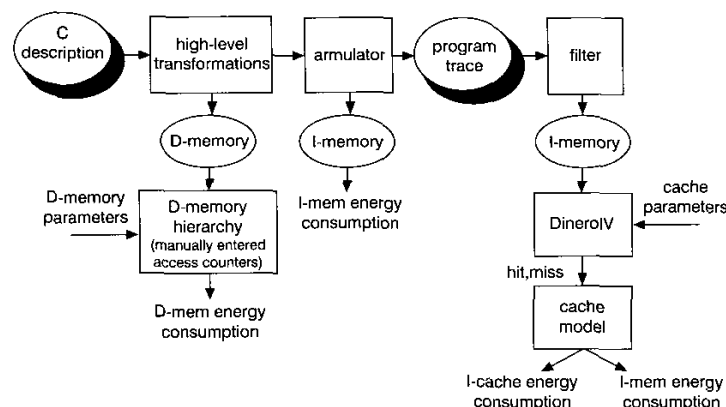 C
description
high-level
transformations
armulator
program
trace
filter
D-memory
I-memory
I-memory
D-memory
parameters
D-memory
hierarchy
(manually entered
access counters)
I-mem energy
consumption
DineroIV
cache
parameters
hit,miss
D-mem energy
consumption
cache
model
I-cache energy
consumption
I-mem energy
consumption